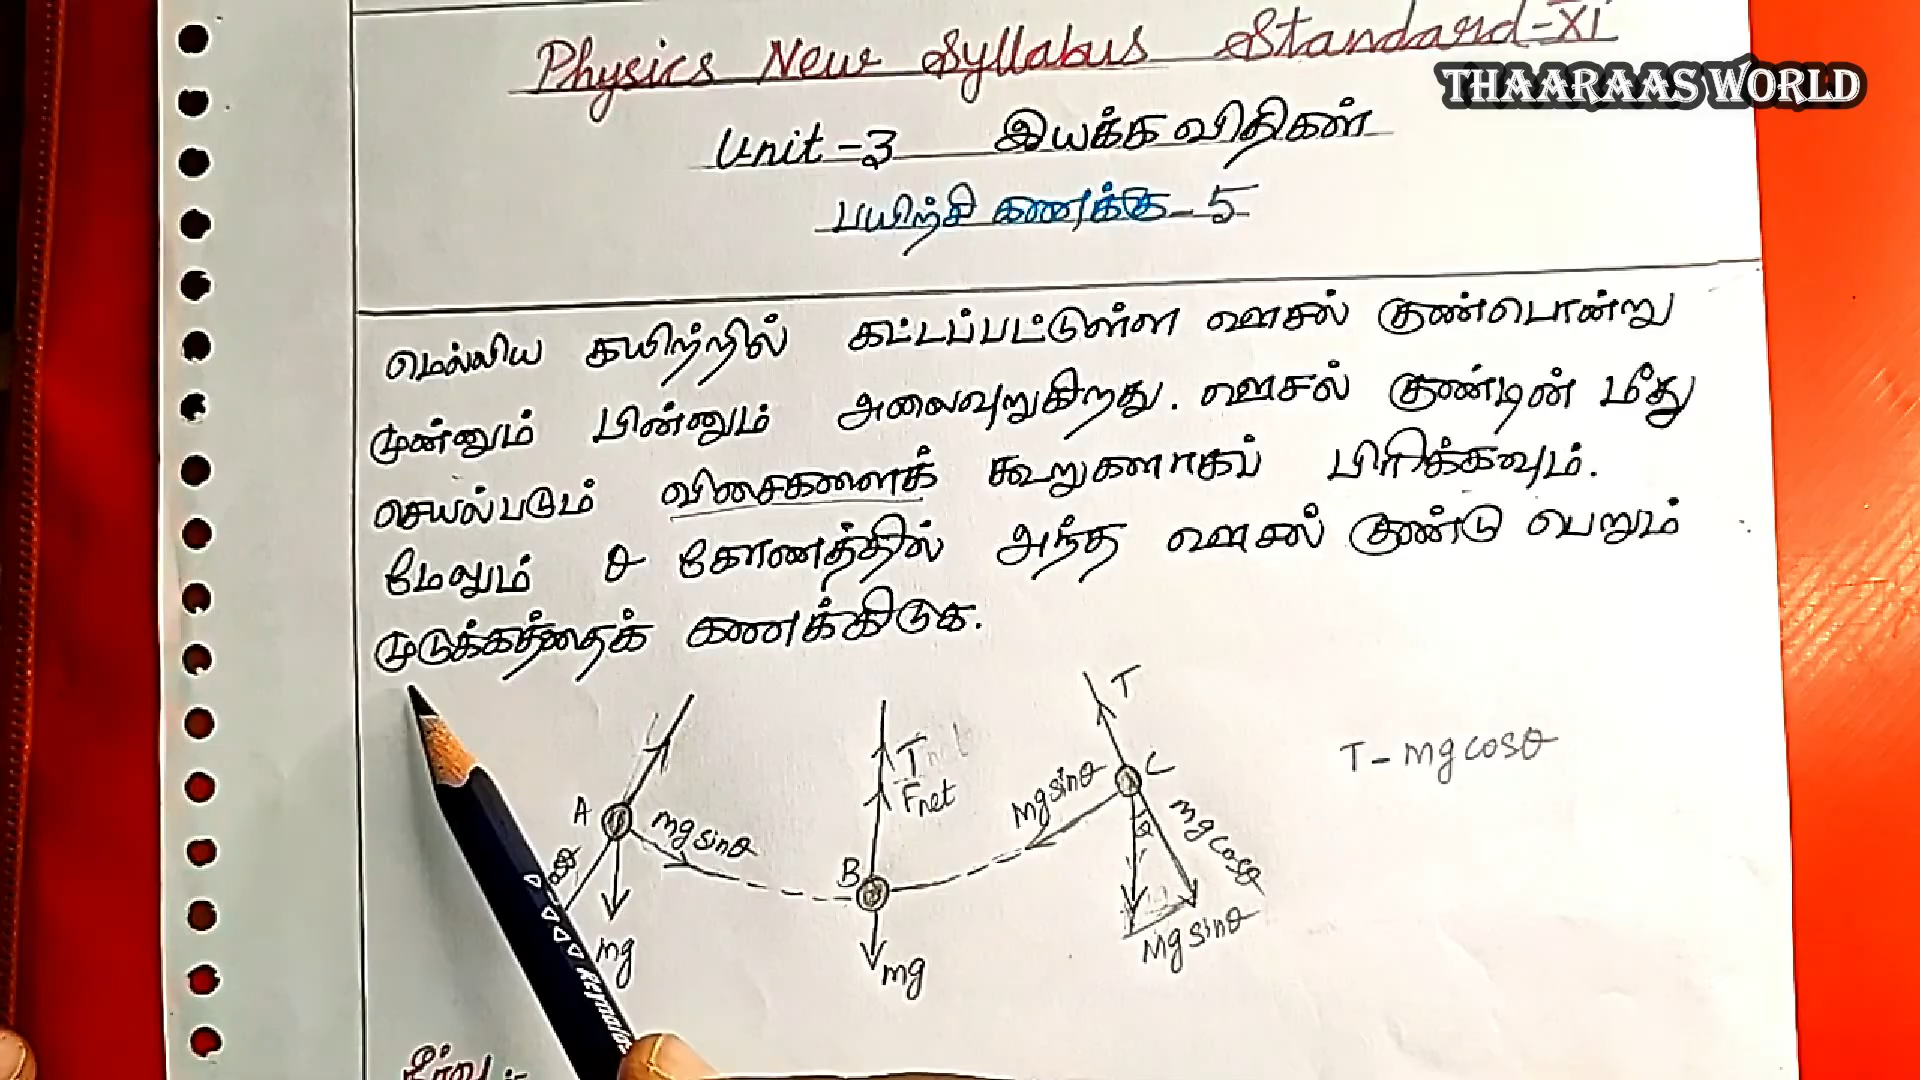 Physics New Syllabus Standard-XI
THAARAAS WORLD
Unit-3 இயக்க விதிகள்
பயிற்சி கணக்கு-5
மெல்லிய கயிற்றில் கட்டப்பட்டுள்ள ஊசல் குண்பொன்று
முன்னும் பின்னும் அலைவுறுகிறது. ஊசல் குண்டின் மீது
செயல்படும் விசைகளைக் கூறுகளாகப் பிரிக்கவும்.
மேலும் θ கோணத்தில் அந்த ஊசல் குண்டு பெறும்
முடுக்கத்தைக் கணக்கிடுக.
T
T
Fnet
T - mg cosθ
A
mg sinθ
B
mg sinθ
C
mg cosθ
mg
mg
mg sinθ
தீர்வு:-